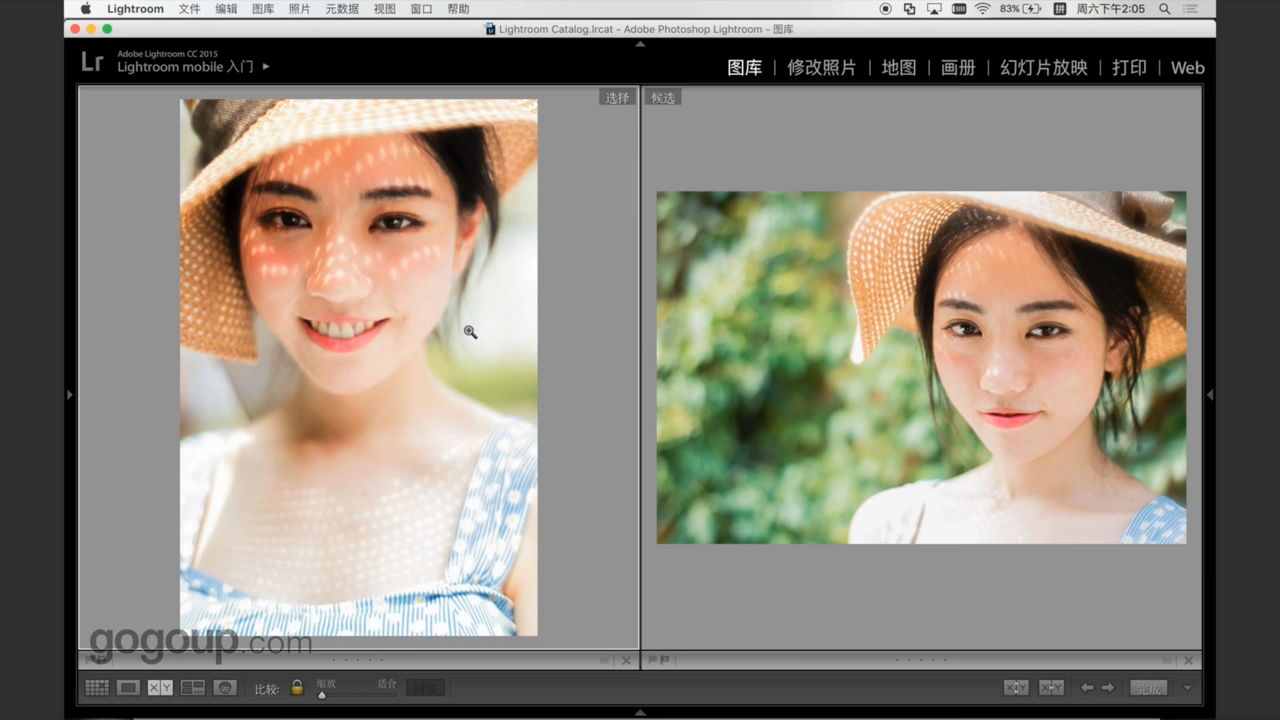 Lightroom 文件 编辑 图库 照片 元数据 视图 窗口 帮助 83% 拼 周六下午2:05
Lightroom Catalog.lrcat - Adobe Photoshop Lightroom - 图库
Lr
Adobe Lightroom CC 2015
Lightroom mobile 入门
图库 | 修改照片 | 地图 | 画册 | 幻灯片放映 | 打印 | Web
选择
候选
gogoup.com
X Y
比较:
缩放
适合
完成